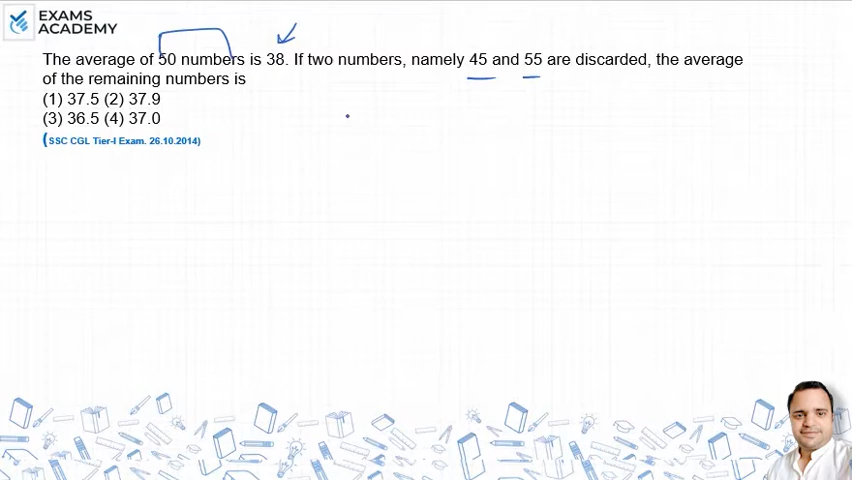 EXAMS
ACADEMY
The average of 50 numbers is 38. If two numbers, namely 45 and 55 are discarded, the average
of the remaining numbers is
(1) 37.5 (2) 37.9
(3) 36.5 (4) 37.0
(SSC CGL Tier-I Exam. 26.10.2014)